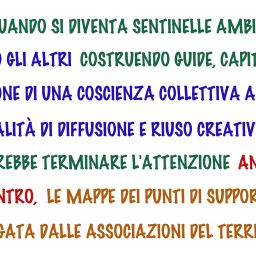 UANDO SI DIVENTA SENTINELLE AMBI
O GLI ALTRI COSTRUENDO GUIDE, CAPIT
ONE DI UNA COSCIENZA COLLETTIVA A
ALITÀ DI DIFFUSIONE E RIUSO CREATIV
REBBE TERMINARE L'ATTENZIONE AN
NTRO, LE MAPPE DEI PUNTI DI SUPPOR
GATA DALLE ASSOCIAZIONI DEL TERRI